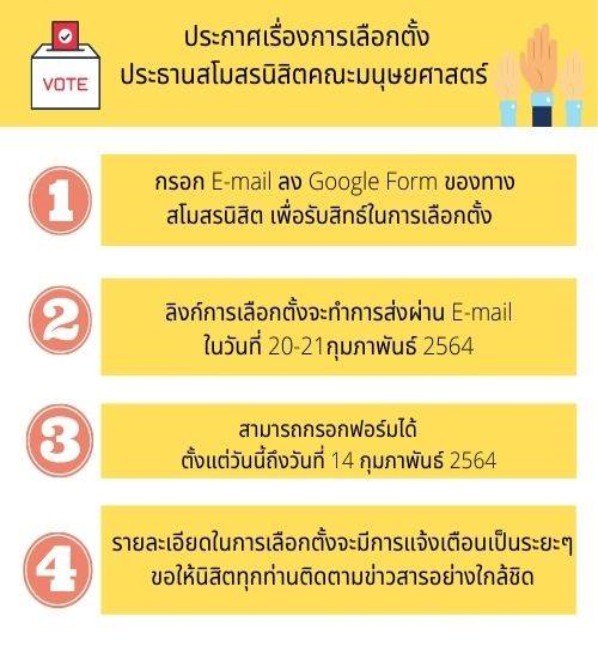 VOTE
ประกาศเรื่องการเลือกตั้ง
ประธานสโมสรนิสิตคณะมนุษยศาสตร์
1
กรอก E-mail ลง Google Form ของทาง
สโมสรนิสิต เพื่อรับสิทธ์ในการเลือกตั้ง
2
ลิงก์การเลือกตั้งจะทำการส่งผ่าน E-mail
ในวันที่ 20-21กุมภาพันธ์ 2564
3
สามารถกรอกฟอร์มได้
ตั้งแต่วันนี้ถึงวันที่ 14 กุมภาพันธ์ 2564
4
รายละเอียดในการเลือกตั้งจะมีการแจ้งเตือนเป็นระยะๆ
ขอให้นิสิตทุกท่านติดตามข่าวสารอย่างใกล้ชิด